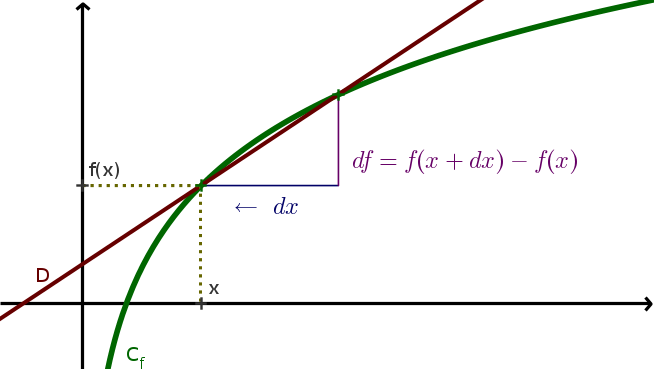 f(x)
df = f(x + dx) − f(x)
← dx
D
x
C_f